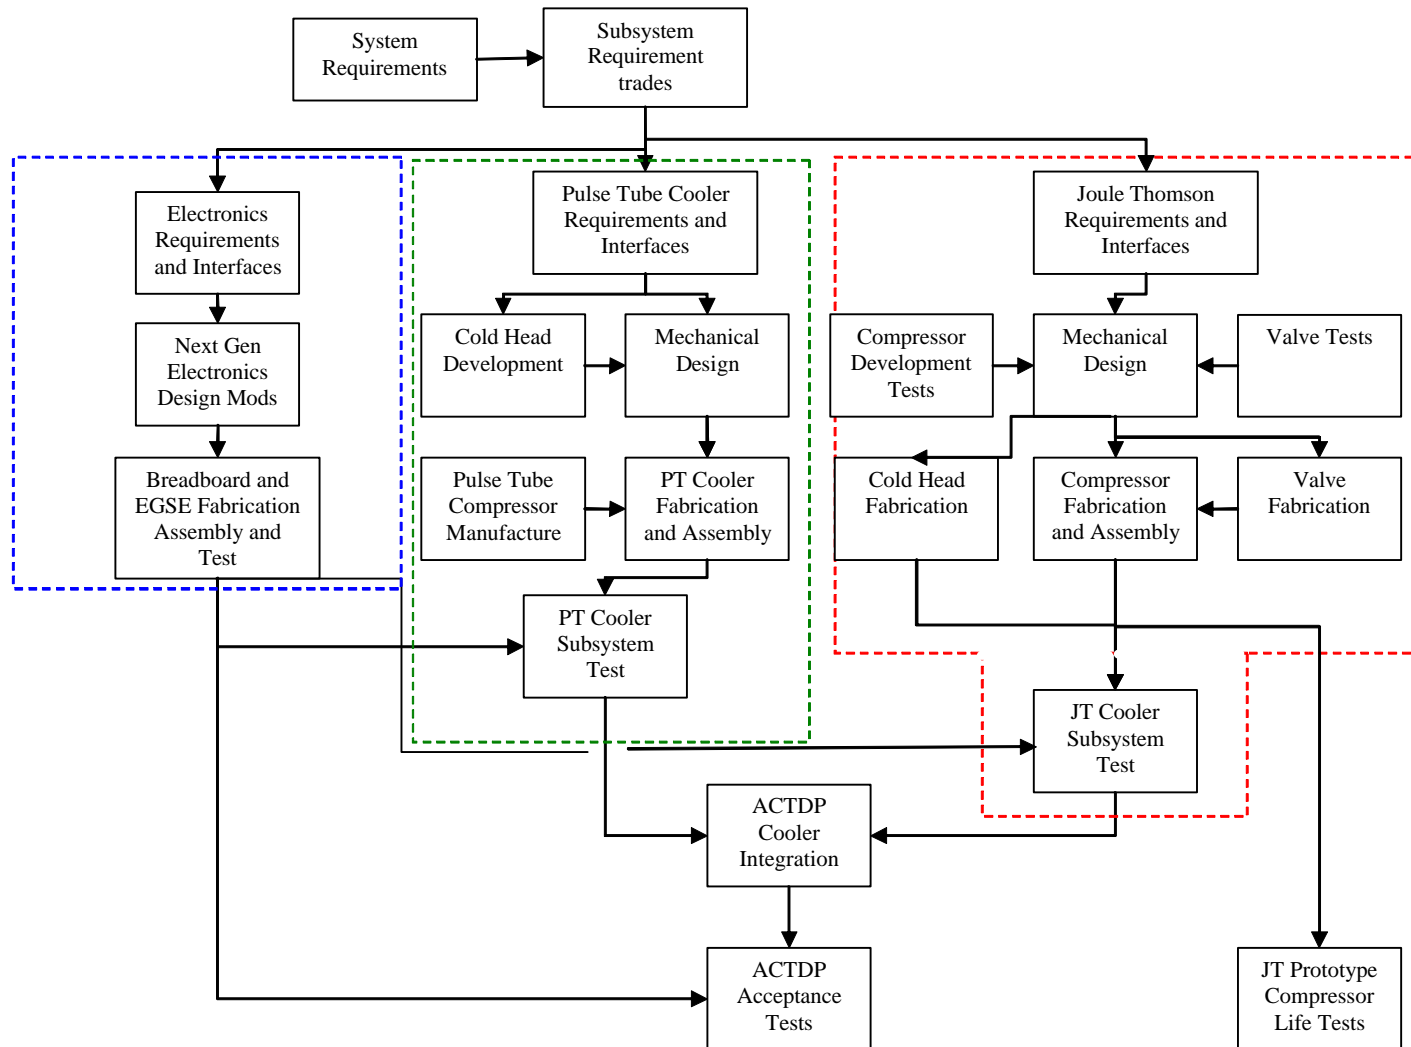 System
Requirements
Subsystem
Requirement
trades
Electronics
Requirements
and Interfaces
Pulse Tube Cooler
Requirements and
Interfaces
Joule Thomson
Requirements and
Interfaces
Next Gen
Electronics
Design Mods
Cold Head
Development
Mechanical
Design
Compressor
Development
Tests
Mechanical
Design
Valve Tests
Breadboard and
EGSE Fabrication
Assembly and
Test
Pulse Tube
Compressor
Manufacture
PT Cooler
Fabrication
and Assembly
Cold Head
Fabrication
Compressor
Fabrication
and Assembly
Valve
Fabrication
PT Cooler
Subsystem
Test
JT Cooler
Subsystem
Test
ACTDP
Cooler
Integration
ACTDP
Acceptance
Tests
JT Prototype
Compressor
Life Tests